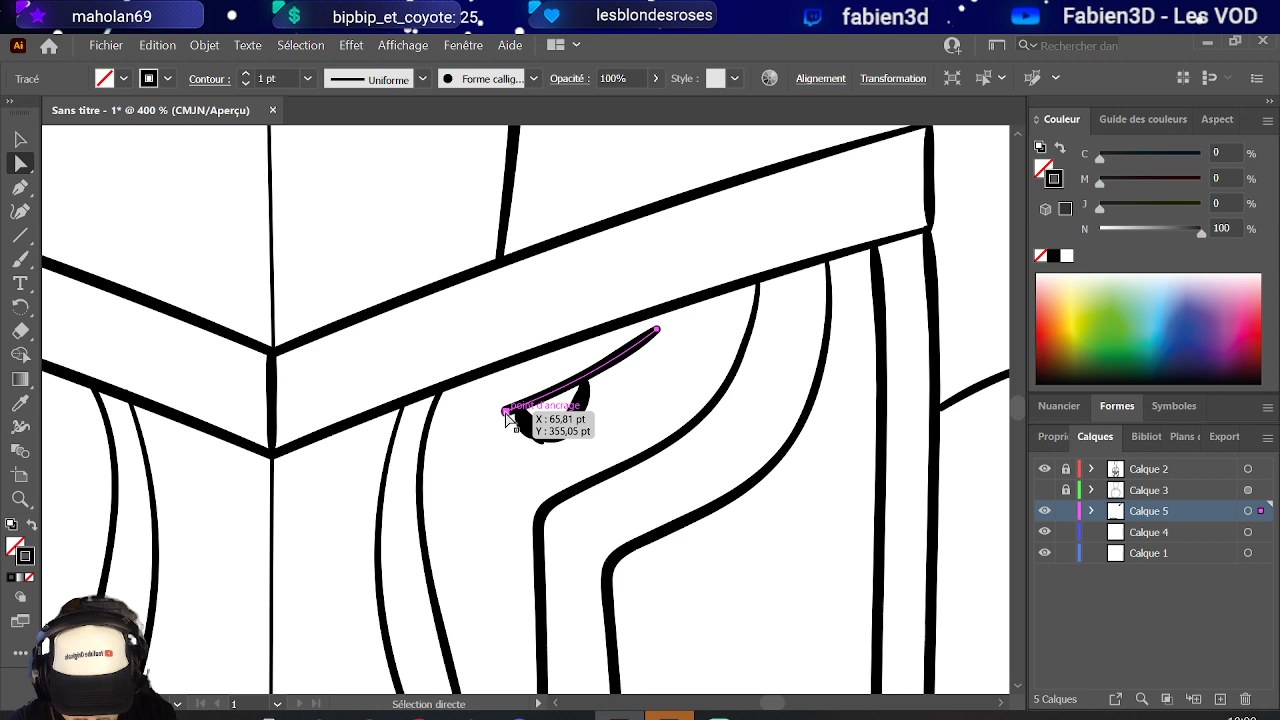 maholan69
bipbip_et_coyote: 25
lesblondesroses
fabien3d
Fabien3D - Les VOD
Ai
Fichier Edition Objet Texte Sélection Effet Affichage Fenêtre Aide
Rechercher dan
Tracé
Contour : 1 pt
Uniforme
Forme callig...
Opacité : 100%
Style :
Alignement
Transformation
Sans titre - 1* @ 400 % (CMJN/Aperçu) ×
Couleur Guide des couleurs Aspect
C 0 %
M 0 %
J 0 %
N 100 %
point d'ancrage
X : 65,81 pt
Y : 355,05 pt
Nuancier Formes Symboles
Propri Calques Bibliot Plans d Export
Calque 2
Calque 3
Calque 5
Calque 4
Calque 1
5 Calques
1
Sélection directe